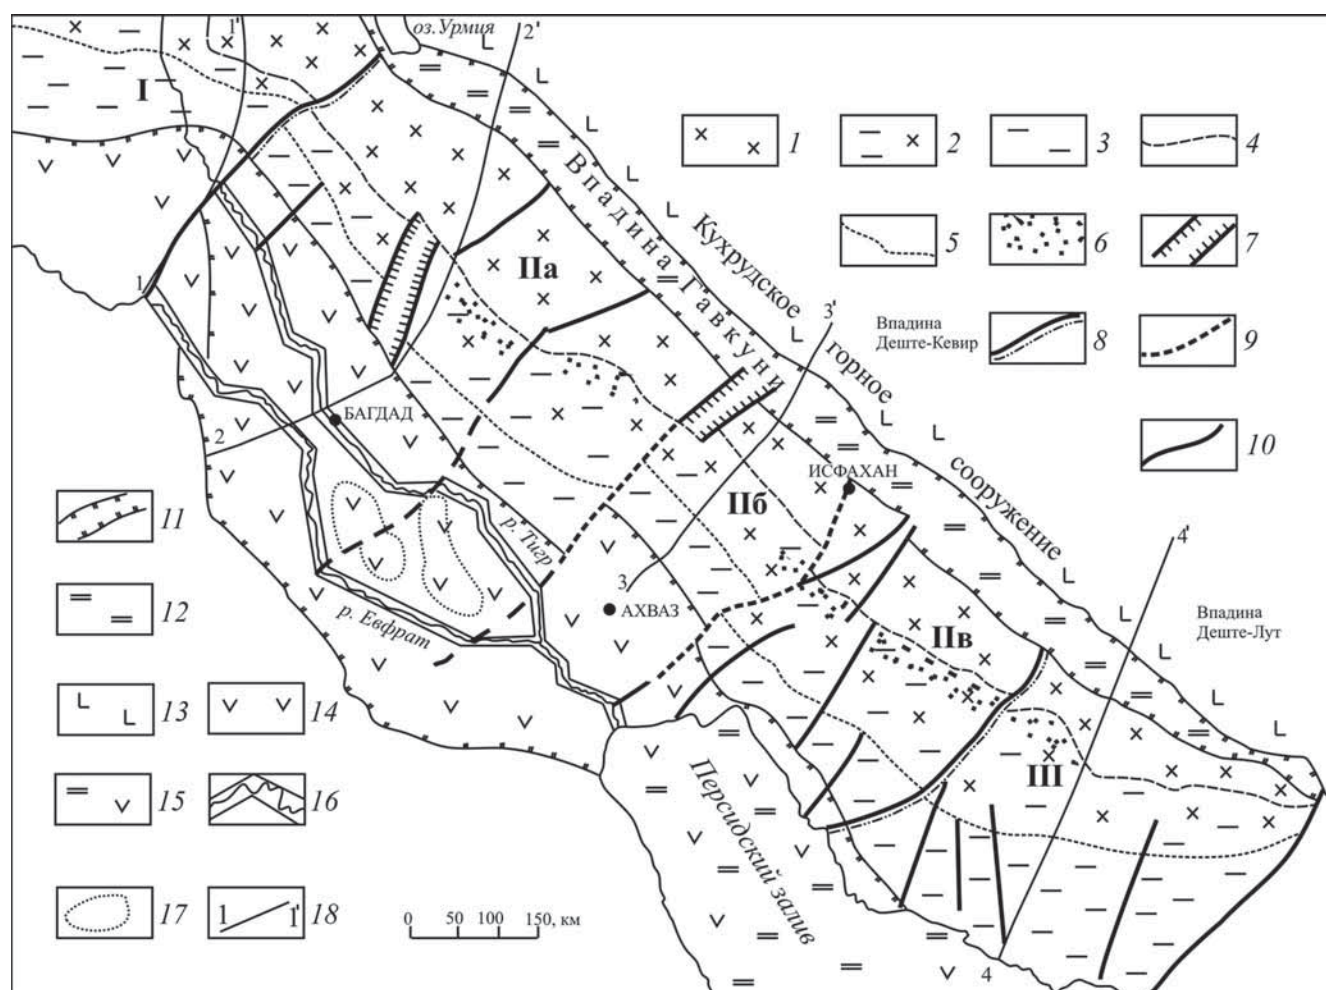 оз. Урмия
1'
2'
I
1
2
3
4
5
6
7
8
9
10
Впадина Гавкуни
Кухрудское горное сооружение
IIа
3'
Впадина
Деште-Кевир
1
БАГДАД
2
ИСФАХАН
IIб
р. Тигр
3
АХВАЗ
р. Евфрат
4'
Впадина
Деште-Лут
IIв
III
Персидский залив
4
11
12
13
14
15
16
17
1 1'
18
0 50 100 150, км